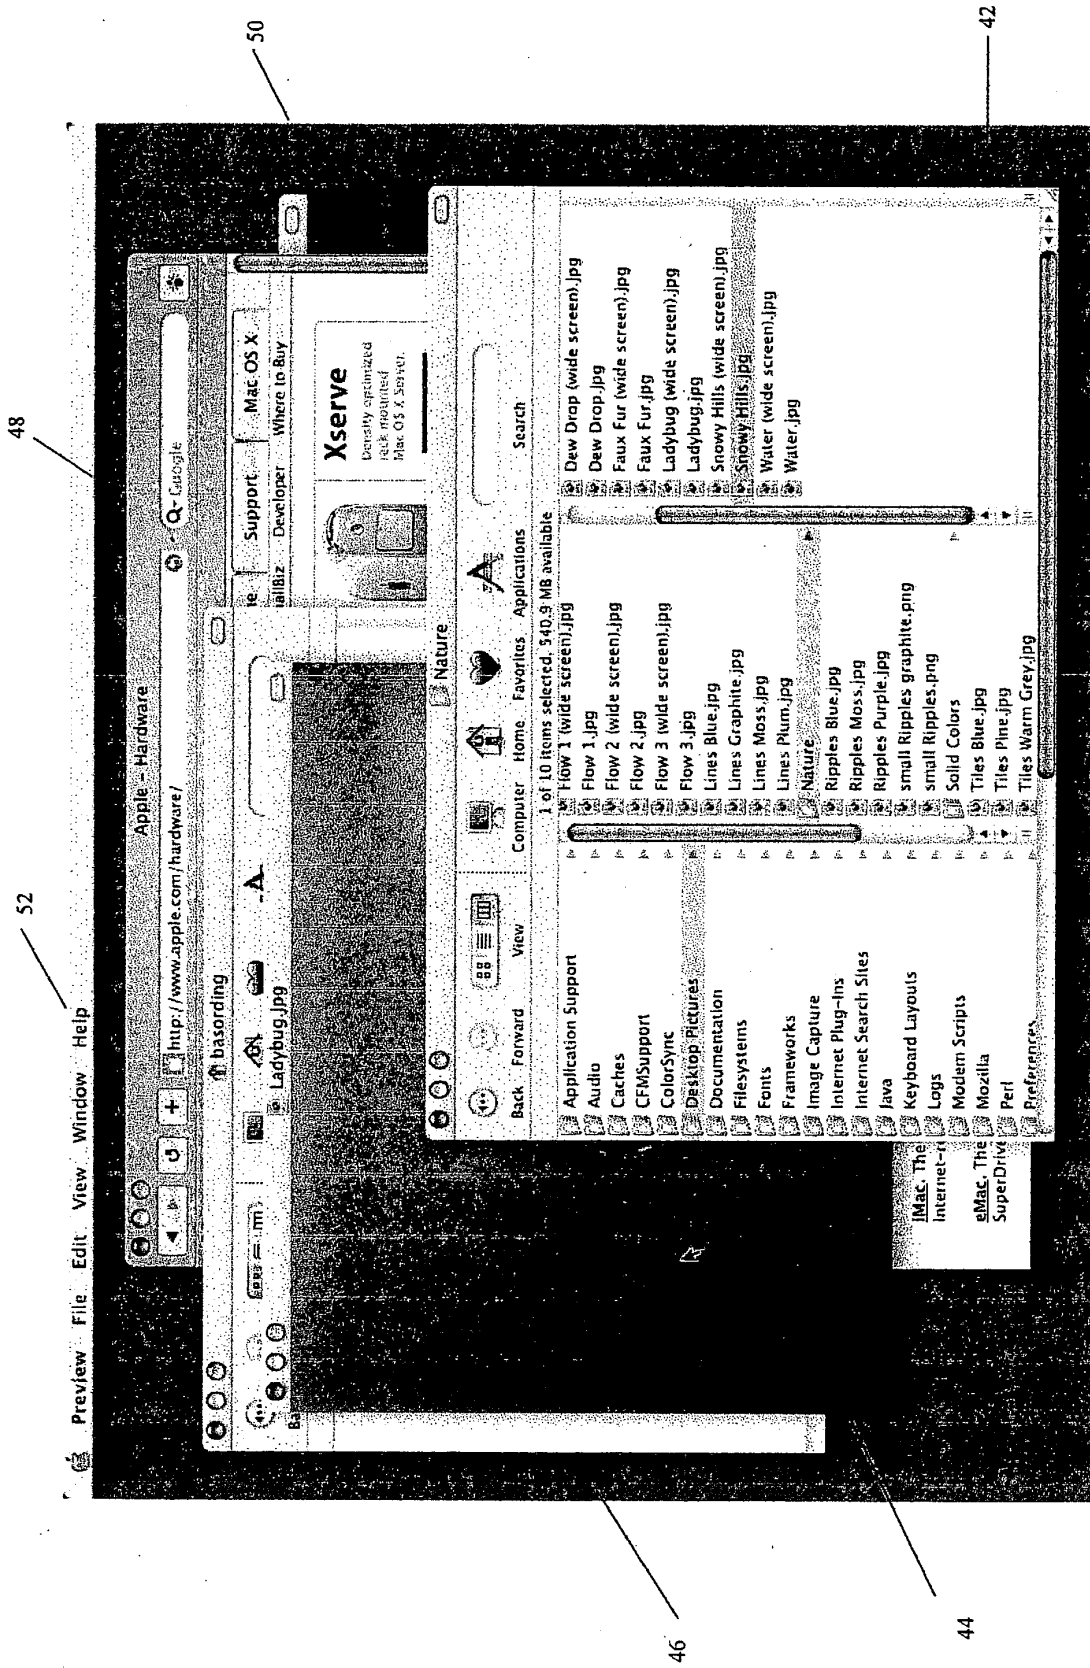 48
52
50
42
46
44
Preview File Edit View Window Help
Apple – Hardware
http://www.apple.com/hardware/
Q- Google
Support
Mac OS X
Developer
Where to Buy
Xserve
Density optimized
rack mounted
Mac OS X Server.
basording
Ladybug.jpg
Nature
Back
Forward
View
Computer
Home
Favorites
Applications
Search
1 of 10 items selected, 540.9 MB available
Application Support
Audio
Caches
CFMSupport
ColorSync
Desktop Pictures
Documentation
Filesystems
Fonts
Frameworks
Image Capture
Internet Plug-Ins
Internet Search Sites
Java
Keyboard Layouts
Logs
Modern Scripts
Mozilla
Perl
Preferences
Flow 1 (wide screen).jpg
Flow 1.jpg
Flow 2 (wide screen).jpg
Flow 2.jpg
Flow 3 (wide screen).jpg
Flow 3.jpg
Lines Blue.jpg
Lines Graphite.jpg
Lines Moss.jpg
Lines Plum.jpg
Nature
Ripples Blue.jpg
Ripples Moss.jpg
Ripples Purple.jpg
small Ripples graphite.png
small Ripples.png
Solid Colors
Tiles Blue.jpg
Tiles Pine.jpg
Tiles Warm Grey.jpg
Dew Drop (wide screen).jpg
Dew Drop.jpg
Faux Fur (wide screen).jpg
Faux Fur.jpg
Ladybug (wide screen).jpg
Ladybug.jpg
Snowy Hills (wide screen).jpg
Snowy Hills.jpg
Water (wide screen).jpg
Water.jpg
iMac. The
Internet-r
eMac. The
SuperDrive